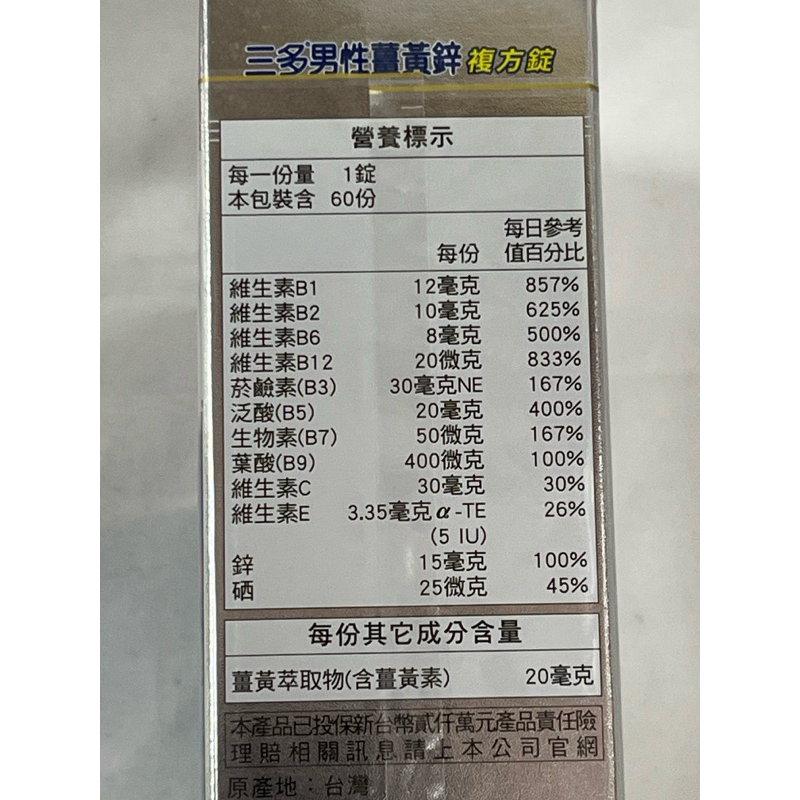 三多男性薑黃鋅複方錠
營養標示
每一份量 1錠
本包裝含 60份
每日參考
每份 值百分比
維生素B1 12毫克 857%
維生素B2 10毫克 625%
維生素B6 8毫克 500%
維生素B12 20微克 833%
菸鹼素(B3) 30毫克NE 167%
泛酸(B5) 20毫克 400%
生物素(B7) 50微克 167%
葉酸(B9) 400微克 100%
維生素C 30毫克 30%
維生素E 3.35毫克α-TE 26%
(5 IU)
鋅 15毫克 100%
硒 25微克 45%
每份其它成分含量
薑黃萃取物(含薑黃素) 20毫克
本產品已投保新台幣貳仟萬元產品責任險
理賠相關訊息請上本公司官網
原產地：台灣